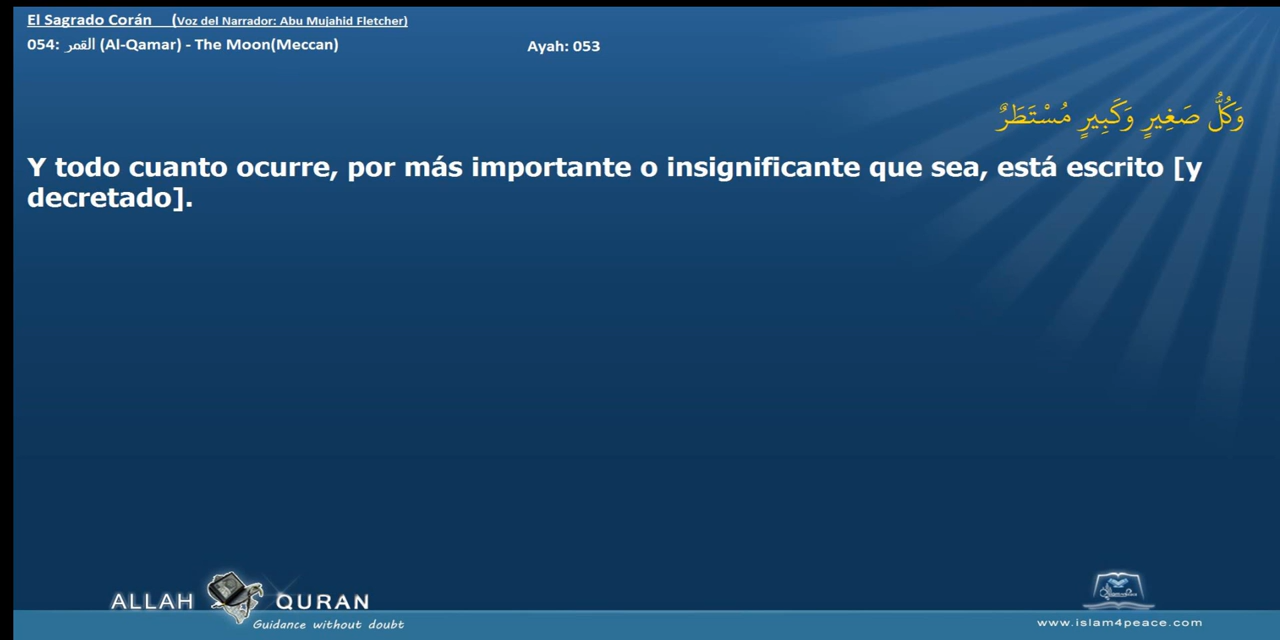 El Sagrado Corán (Voz del Narrador: Abu Mujahid Fletcher)
054: القمر (Al-Qamar) - The Moon(Meccan)
Ayah: 053
وَكُلُّ صَغِيرٍ وَكَبِيرٍ مُسْتَطَرٌ
Y todo cuanto ocurre, por más importante o insignificante que sea, está escrito [y
decretado].
ALLAH QURAN
Guidance without doubt
www.islam4peace.com